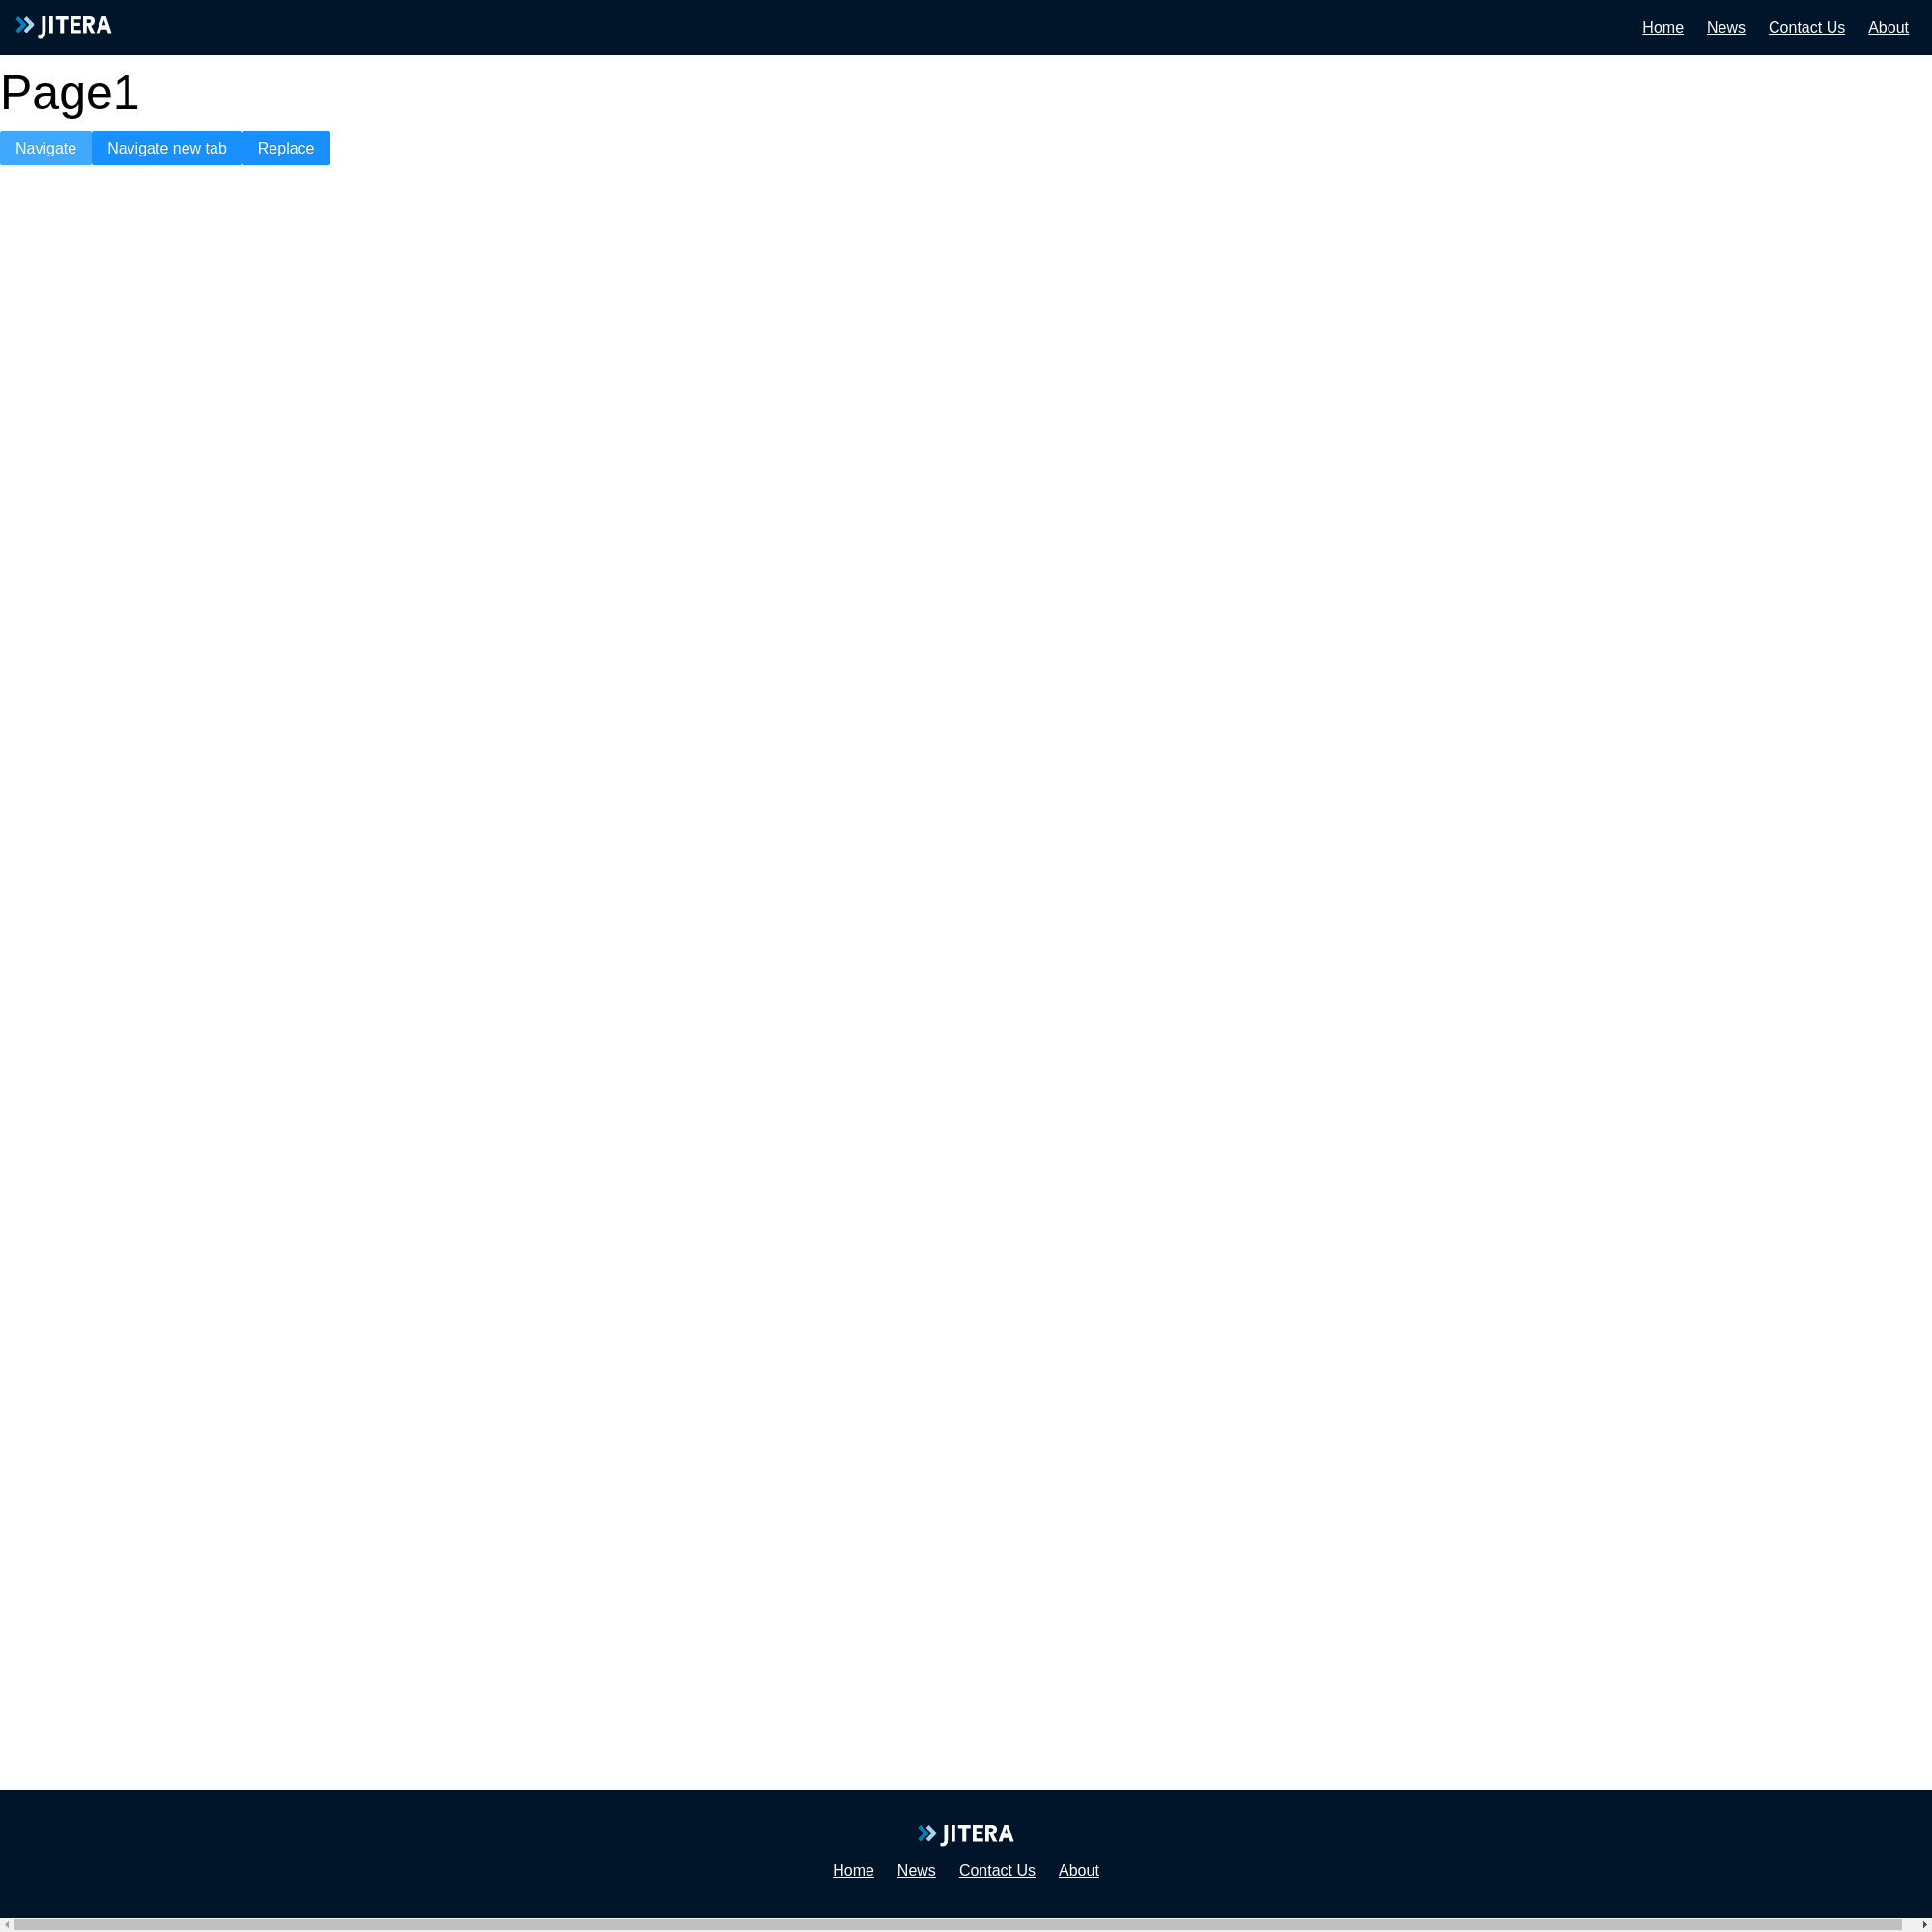 JITERA Home News Contact Us About
Page1
Navigate Navigate new tab Replace
JITERA
Home News Contact Us About